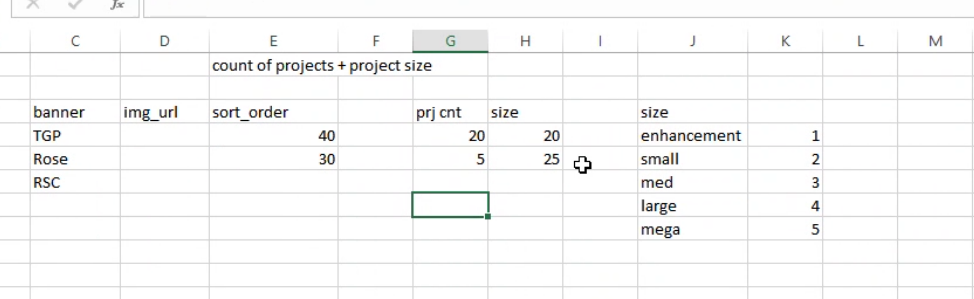 fx
C D E F G H I J K L M
count of projects + project size
banner img_url sort_order prj cnt size size
TGP 40 20 20 enhancement 1
Rose 30 5 25 small 2
RSC med 3
large 4
mega 5